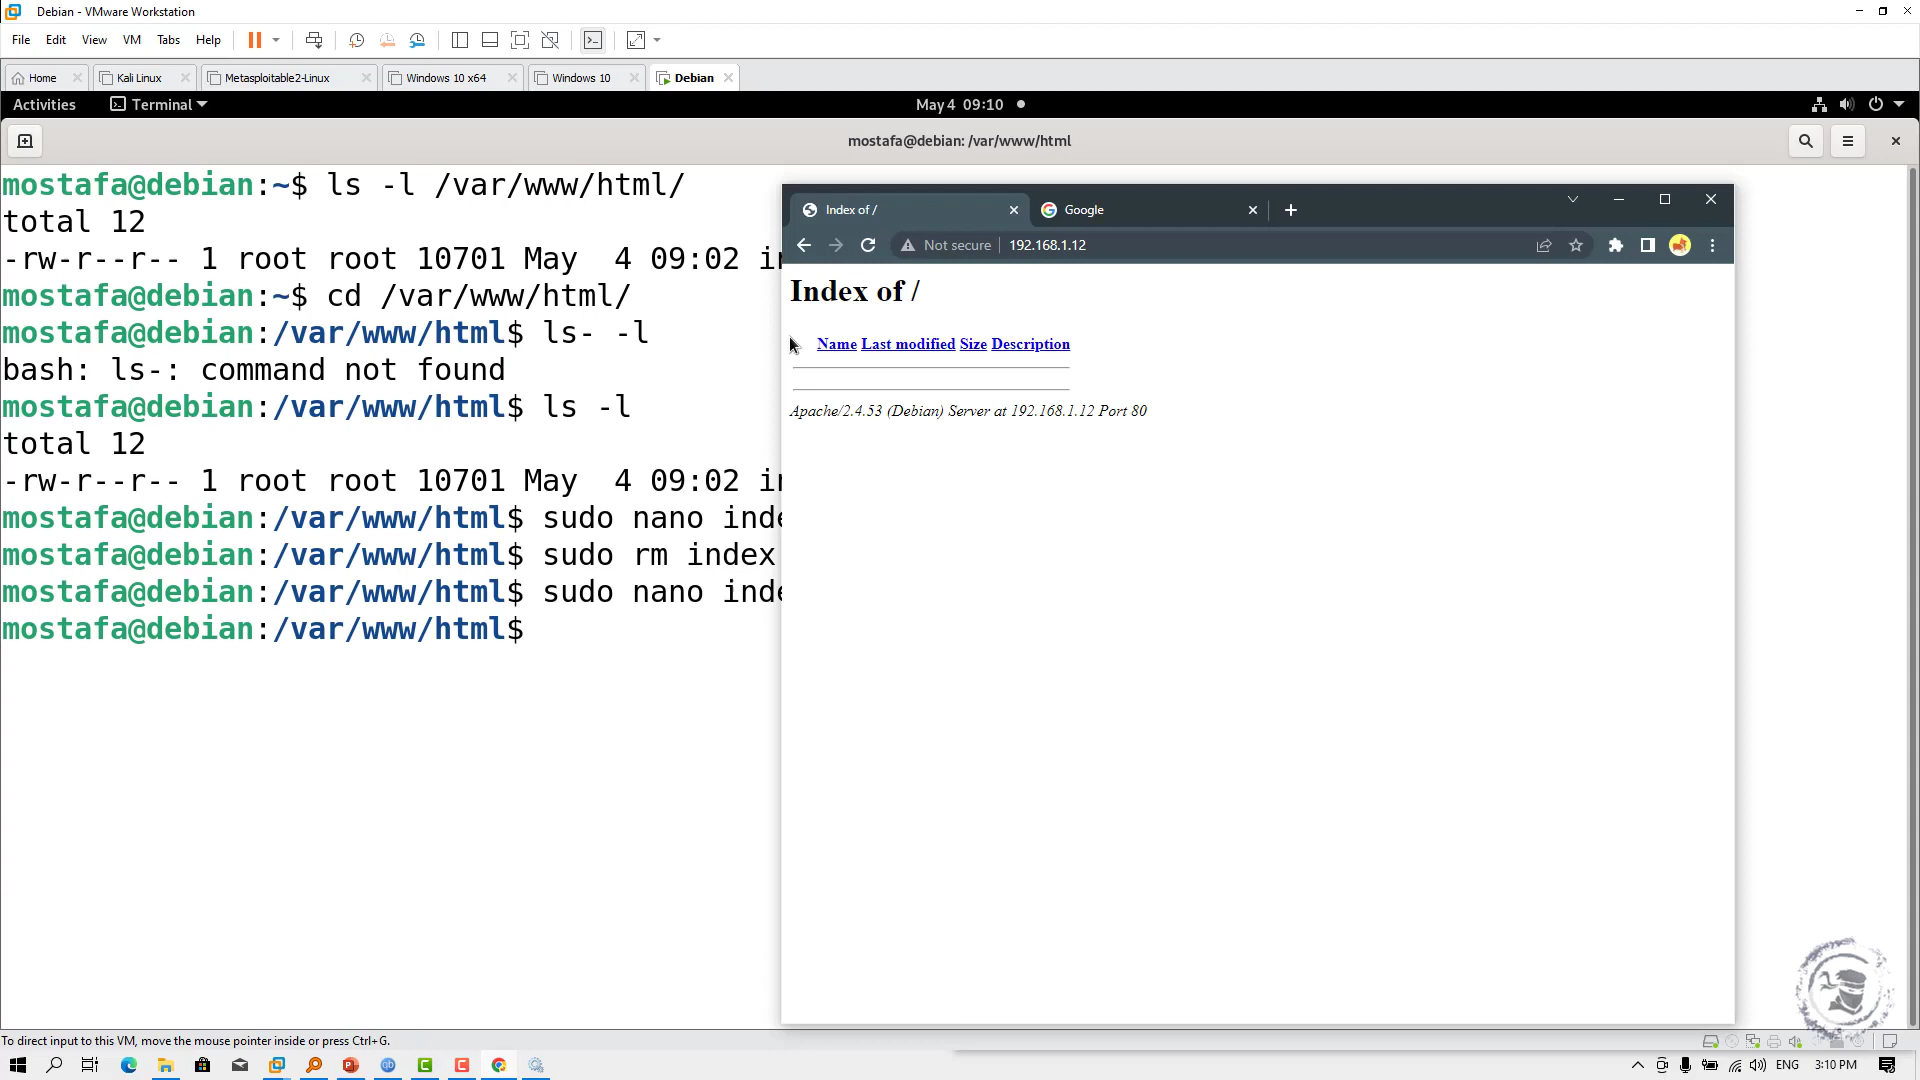 Debian - VMware Workstation
File Edit View VM Tabs Help
Home Kali Linux Metasploitable2-Linux Windows 10 x64 Windows 10 Debian
Activities Terminal May 4 09:10
mostafa@debian: /var/www/html
mostafa@debian:~$ ls -l /var/www/html/
total 12
-rw-r--r-- 1 root root 10701 May 4 09:02
mostafa@debian:~$ cd /var/www/html/
mostafa@debian:/var/www/html$ ls- -l
bash: ls-: command not found
mostafa@debian:/var/www/html$ ls -l
total 12
-rw-r--r-- 1 root root 10701 May 4 09:02
mostafa@debian:/var/www/html$ sudo nano
mostafa@debian:/var/www/html$ sudo rm index
mostafa@debian:/var/www/html$ sudo nano
mostafa@debian:/var/www/html$
Index of / Google
Not secure 192.168.1.12
Index of /
Name Last modified Size Description
Apache/2.4.53 (Debian) Server at 192.168.1.12 Port 80
To direct input to this VM, move the mouse pointer inside or press Ctrl+G.
ENG 3:10 PM